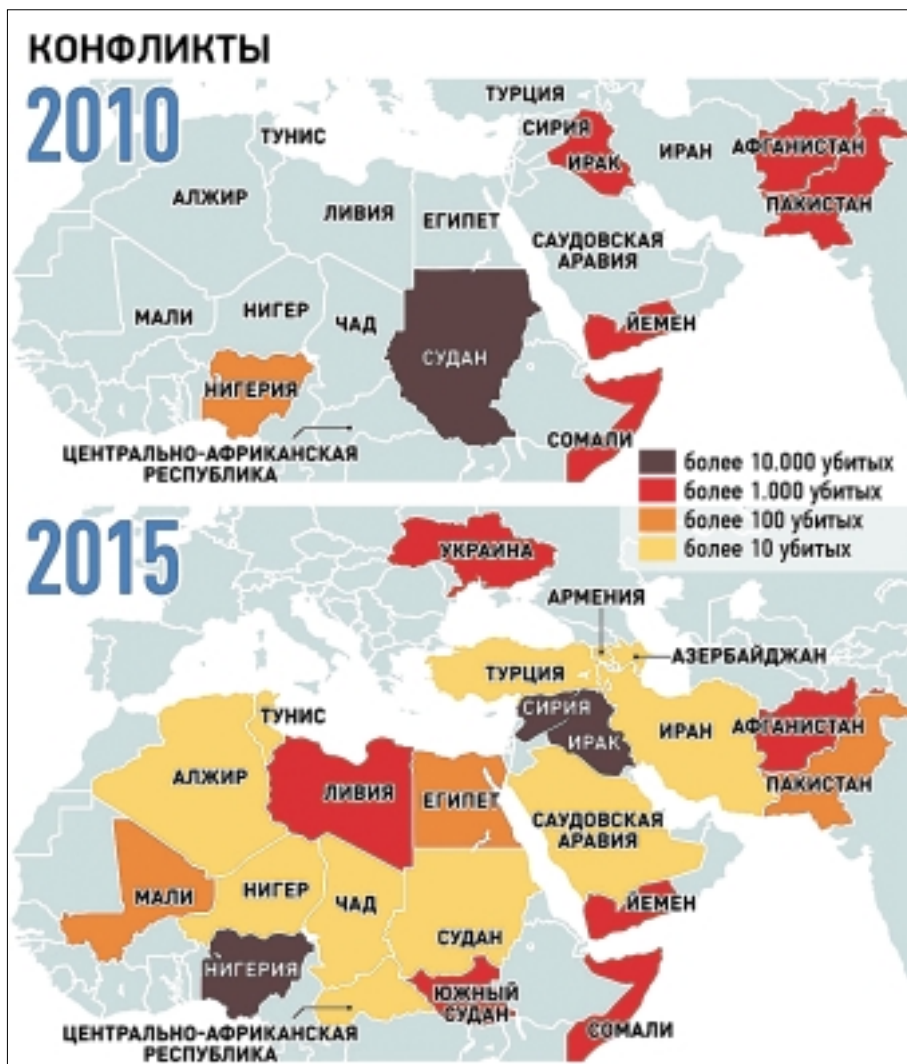 КОНФЛИКТЫ
2010
ТУРЦИЯ
ТУНИС
СИРИЯ
ИРАК
ИРАН
АФГАНИСТАН
АЛЖИР
ЛИВИЯ
ЕГИПЕТ
ПАКИСТАН
САУДОВСКАЯ
АРАВИЯ
МАЛИ
НИГЕР
ЧАД
ЙЕМЕН
СУДАН
НИГЕРИЯ
СОМАЛИ
ЦЕНТРАЛЬНО-АФРИКАНСКАЯ
РЕСПУБЛИКА
более 10.000 убитых
более 1.000 убитых
более 100 убитых
более 10 убитых
2015
УКРАИНА
АРМЕНИЯ
АЗЕРБАЙДЖАН
ТУРЦИЯ
ТУНИС
СИРИЯ
ИРАК
ИРАН
АФГАНИСТАН
АЛЖИР
ЛИВИЯ
ЕГИПЕТ
ПАКИСТАН
САУДОВСКАЯ
АРАВИЯ
МАЛИ
НИГЕР
ЧАД
ЙЕМЕН
СУДАН
НИГЕРИЯ
ЮЖНЫЙ
СУДАН
СОМАЛИ
ЦЕНТРАЛЬНО-АФРИКАНСКАЯ
РЕСПУБЛИКА